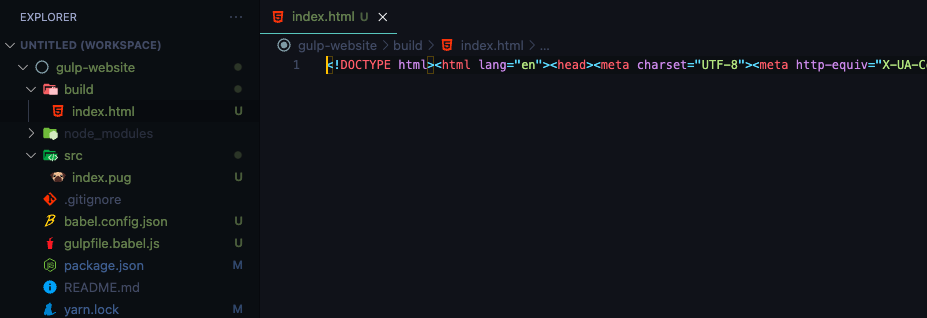 EXPLORER
UNTITLED (WORKSPACE)
gulp-website
build
index.html U
node_modules
src
index.pug U
.gitignore
babel.config.json U
gulpfile.babel.js U
package.json M
README.md
yarn.lock M
index.html U
gulp-website > build > index.html > ...
1 <!DOCTYPE html><html lang="en"><head><meta charset="UTF-8"><meta http-equiv="X-UA-Co